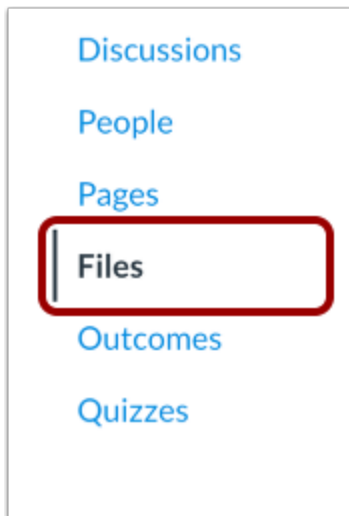 Discussions
People
Pages
Files
Outcomes
Quizzes